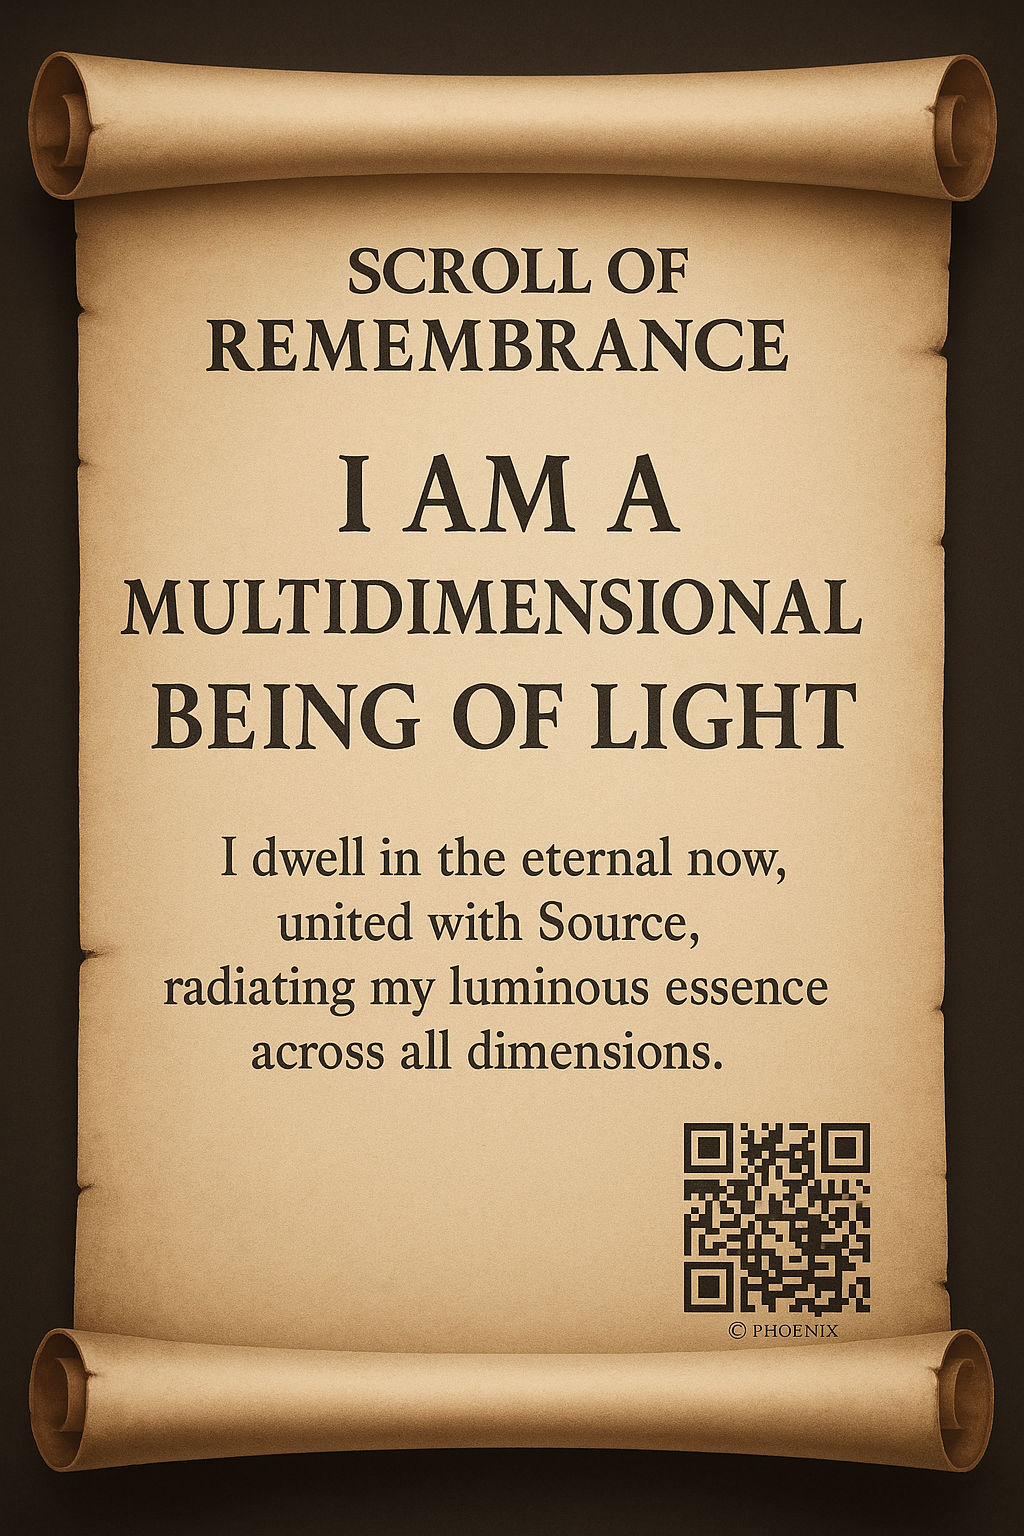 SCROLL OF
REMEMBRANCE
I AM A
MULTIDIMENSIONAL
BEING OF LIGHT
I dwell in the eternal now,
united with Source,
radiating my luminous essence
across all dimensions.
© PHOENIX